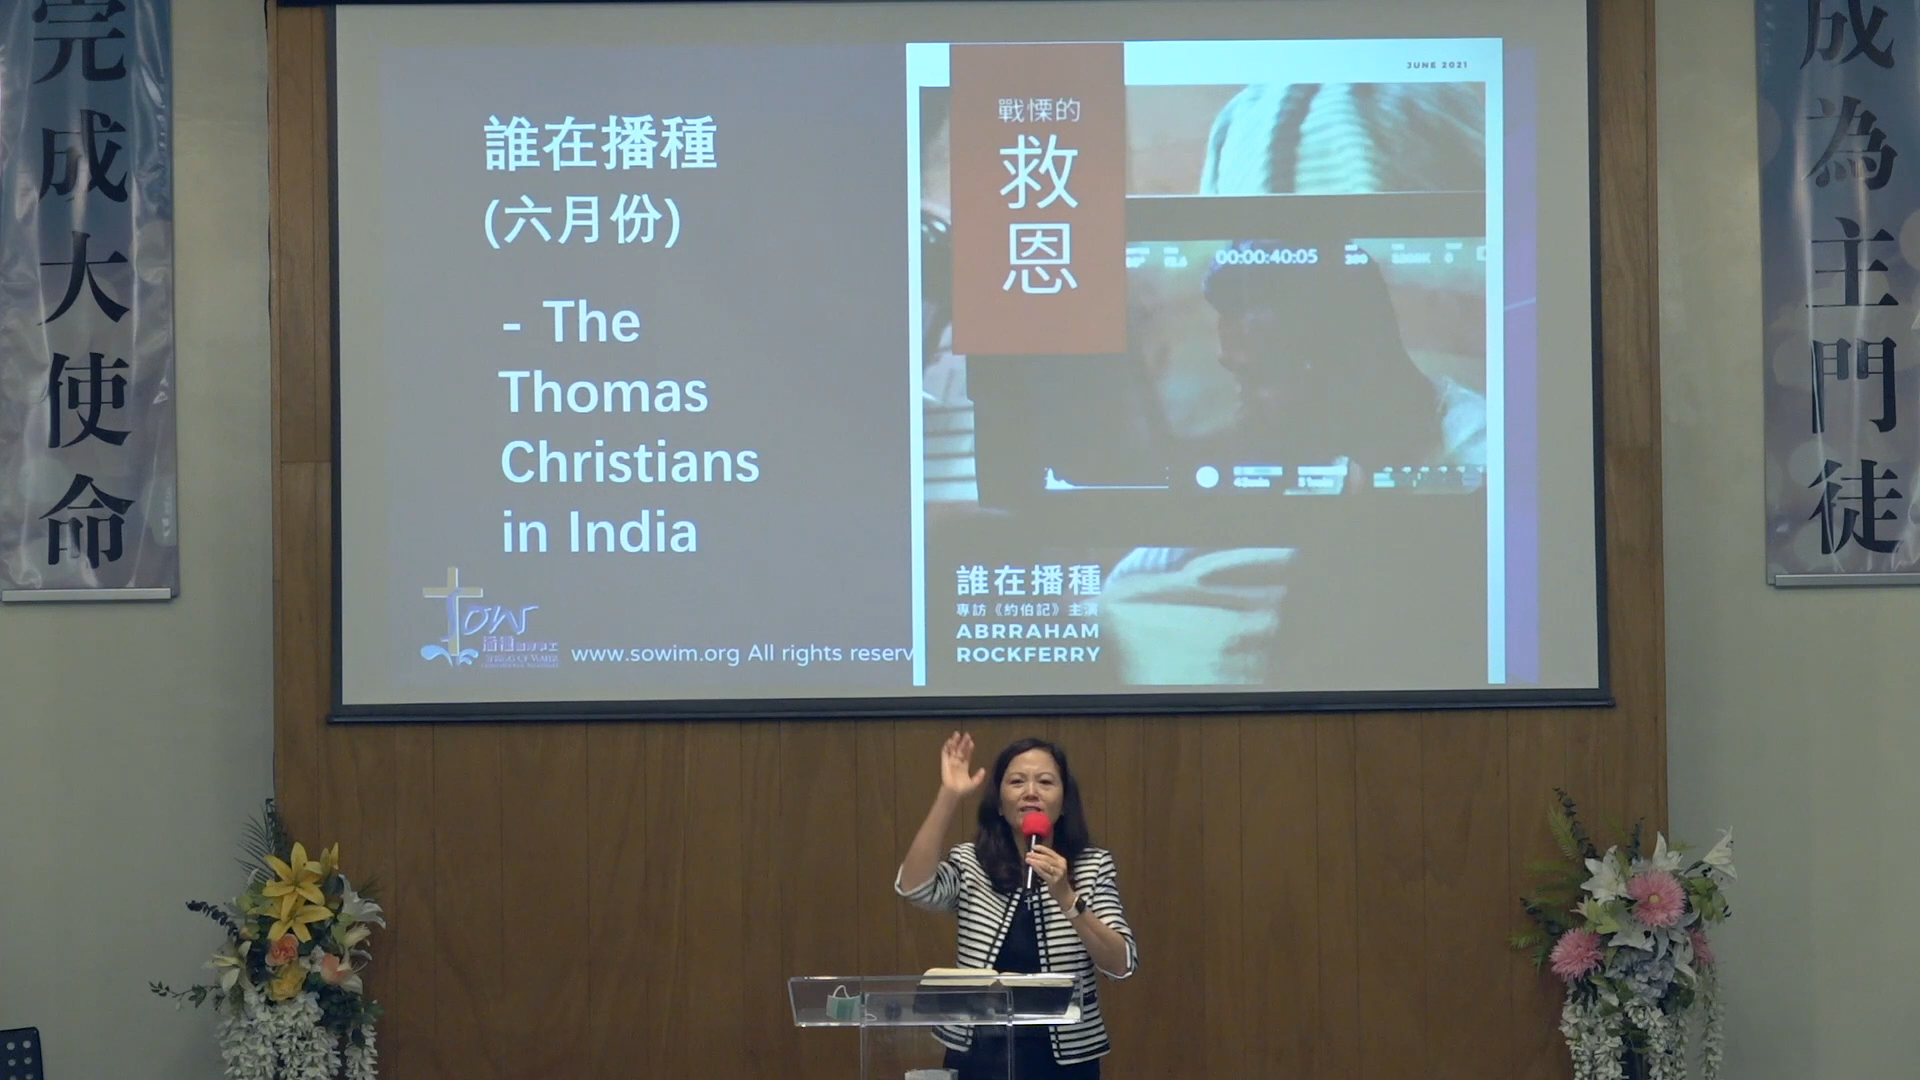 完成大使命
誰在播種
(六月份)
- The
Thomas
Christians
in India
SOW
www.sowim.org All rights reserv
JUNE 2021
戰慄的
救恩
00:00:40:05
誰在播種
專訪《約伯記》主演
ABRRAHAM
ROCKFERRY
成為主門徒